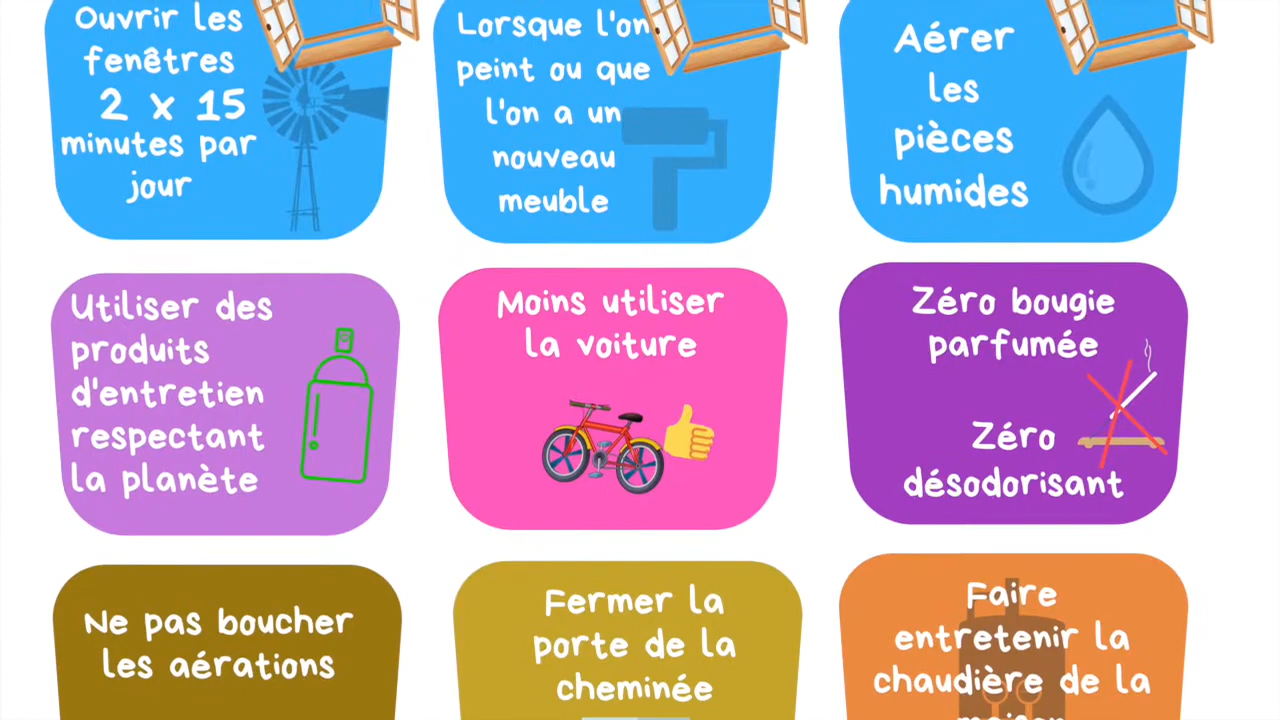 Ouvrir les
fenêtres
2 x 15
minutes par
jour
Lorsque l'on
peint ou que
l'on a un
nouveau
meuble
Aérer
les
pièces
humides
Utiliser des
produits
d'entretien
respectant
la planète
Moins utiliser
la voiture
Zéro bougie
parfumée
Zéro
désodorisant
Ne pas boucher
les aérations
Fermer la
porte de la
cheminée
Faire
entretenir la
chaudière de la
maison